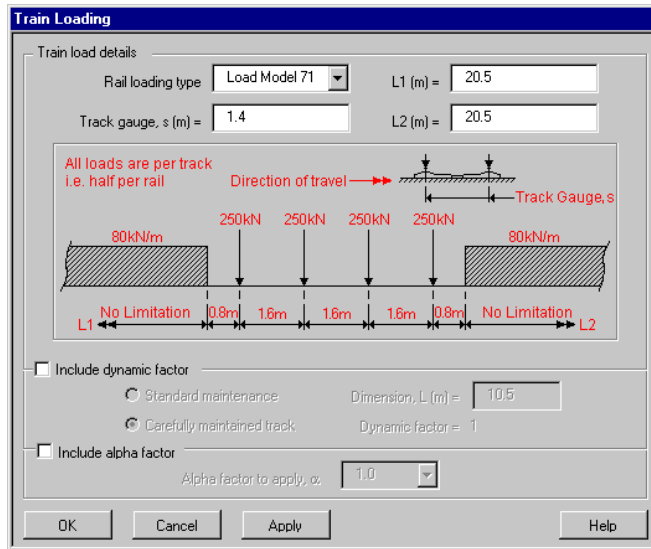 Train Loading
Train load details
Rail loading type Load Model 71 L1 (m) = 20.5
Track gauge, s (m) = 1.4 L2 (m) = 20.5
All loads are per track
i.e. half per rail
Direction of travel
Track Gauge, s
250kN 250kN 250kN 250kN
80kN/m 80kN/m
No Limitation 0.8m 1.6m 1.6m 1.6m 0.8m No Limitation
L1 L2
Include dynamic factor
Standard maintenance Dimension, L (m) = 10.5
Carefully maintained track Dynamic factor = 1
Include alpha factor
Alpha factor to apply, α 1.0
OK Cancel Apply Help